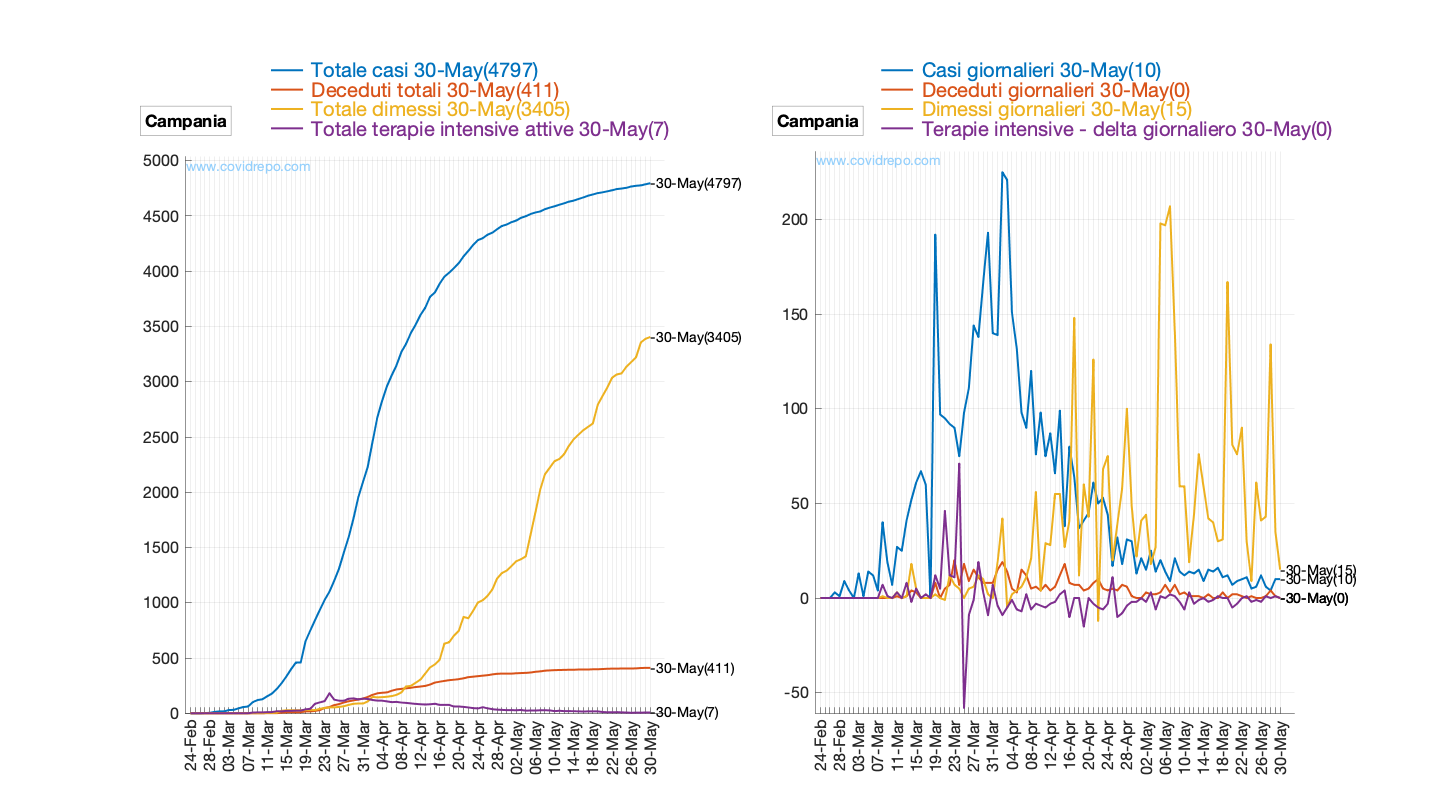 Totale casi 30-May(4797)
Deceduti totali 30-May(411)
Totale dimessi 30-May(3405)
Totale terapie intensive attive 30-May(7)
Campania
www.covidrepo.com
5000
4500
4000
3500
3000
2500
2000
1500
1000
500
0
30-May(4797)
30-May(3405)
30-May(411)
30-May(7)
24-Feb
28-Feb
03-Mar
07-Mar
11-Mar
15-Mar
19-Mar
23-Mar
27-Mar
31-Mar
04-Apr
08-Apr
12-Apr
16-Apr
20-Apr
24-Apr
28-Apr
02-May
06-May
10-May
14-May
18-May
22-May
26-May
30-May
Casi giornalieri 30-May(10)
Deceduti giornalieri 30-May(0)
Dimessi giornalieri 30-May(15)
Terapie intensive - delta giornaliero 30-May(0)
Campania
www.covidrepo.com
200
150
100
50
0
-50
30-May(15)
30-May(10)
30-May(0)
24-Feb
28-Feb
03-Mar
07-Mar
11-Mar
15-Mar
19-Mar
23-Mar
27-Mar
31-Mar
04-Apr
08-Apr
12-Apr
16-Apr
20-Apr
24-Apr
28-Apr
02-May
06-May
10-May
14-May
18-May
22-May
26-May
30-May